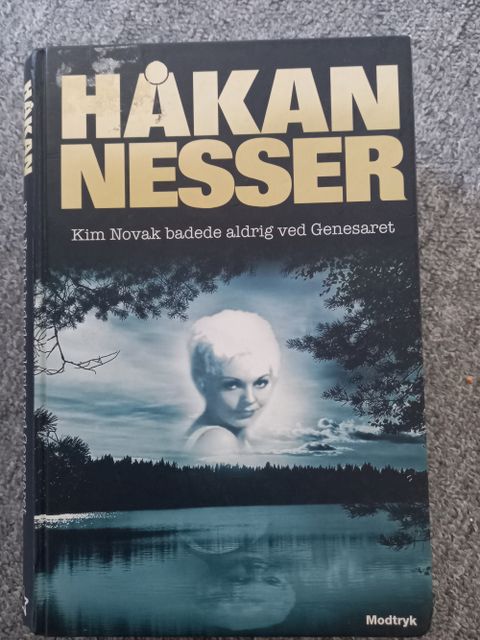 HÅKAN
NESSER
Kim Novak badede aldrig ved Genesaret
Modtryk
HÅKAN